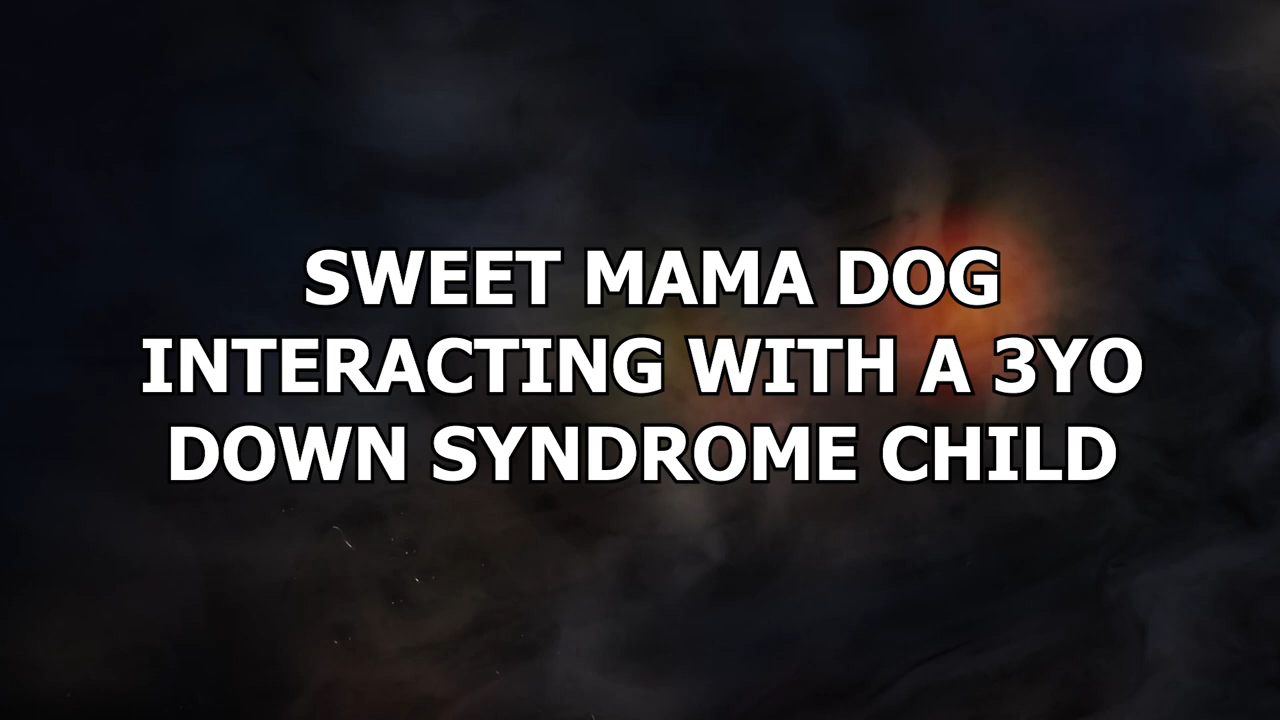 SWEET MAMA DOG
INTERACTING WITH A 3YO
DOWN SYNDROME CHILD